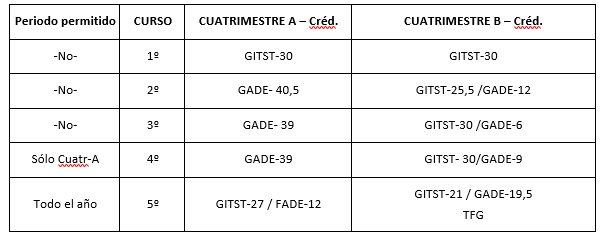 Periodo permitido CURSO CUATRIMESTRE A – Créd. CUATRIMESTRE B – Créd.
-No- 1º GITST-30 GITST-30
-No- 2º GADE- 40,5 GITST-25,5 /GADE-12
-No- 3º GADE- 39 GITST-30 /GADE-6
Sólo Cuatr-A 4º GADE-39 GITST- 30/GADE-9
Todo el año 5º GITST-27 / FADE-12 GITST-21 / GADE-19,5
TFG